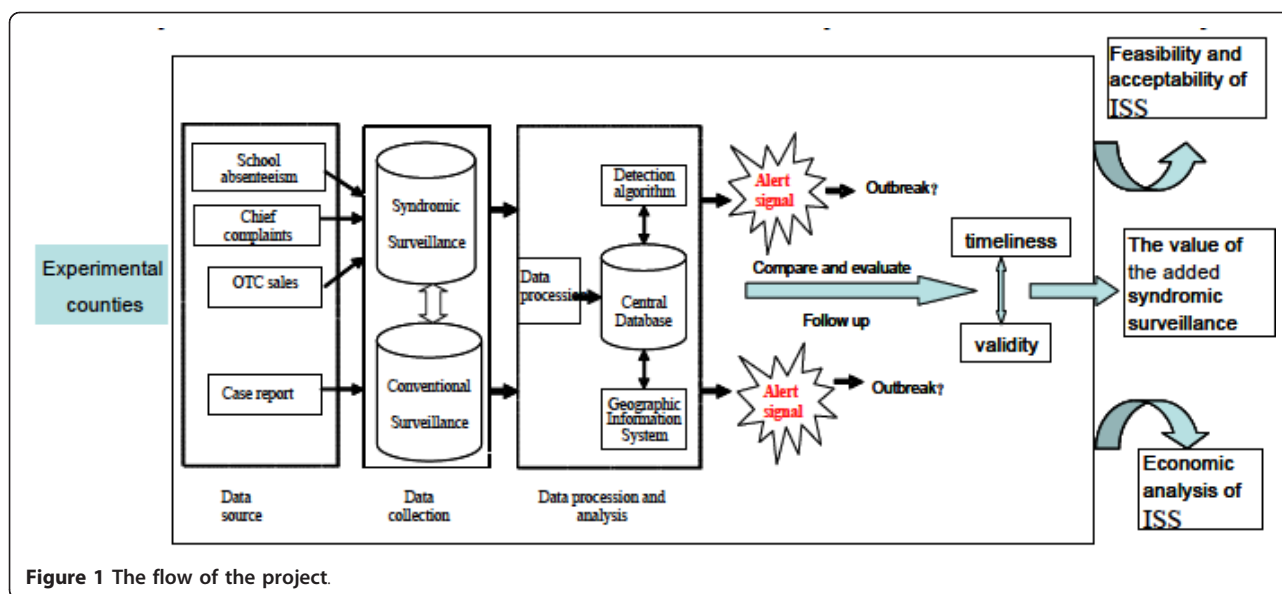 Feasibility and
acceptability of
ISS
School
absenteeism
Chief
complaints
OTC sales
Case report
Experimental
counties
Syndromic
Surveillance
Conventional
Surveillance
Detection
algorithm
Data
procession
Central
Database
Geographic
Information
System
Alert
signal
Outbreak?
Compare and evaluate
Follow up
Alert
signal
Outbreak?
timeliness
validity
The value of
the added
syndromic
surveillance
Economic
analysis of
ISS
Data
source
Data
collection
Data procession and
analysis
Figure 1 The flow of the project.